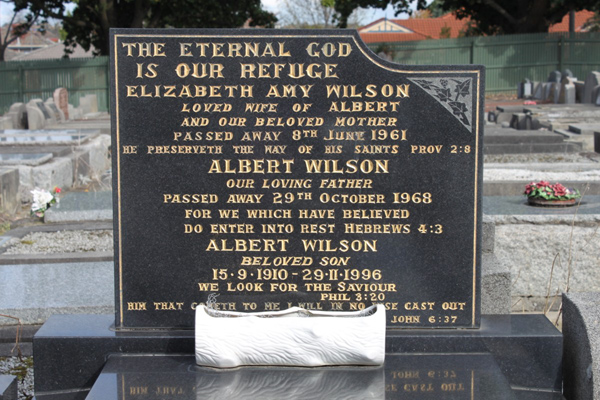 THE ETERNAL GOD
IS OUR REFUGE
ELIZABETH AMY WILSON
LOVED WIFE OF ALBERT
AND OUR BELOVED MOTHER
PASSED AWAY 8TH JUNE 1961
HE PRESERVETH THE WAY OF HIS SAINTS PROV 2:8
ALBERT WILSON
OUR LOVING FATHER
PASSED AWAY 29TH OCTOBER 1968
FOR WE WHICH HAVE BELIEVED
DO ENTER INTO REST HEBREWS 4:3
ALBERT WILSON
BELOVED SON
15·9·1910-29·11·1996
WE LOOK FOR THE SAVIOUR
PHIL 3:20
HIM THAT COMETH TO ME I WILL IN NO WISE CAST OUT
JOHN 6:37